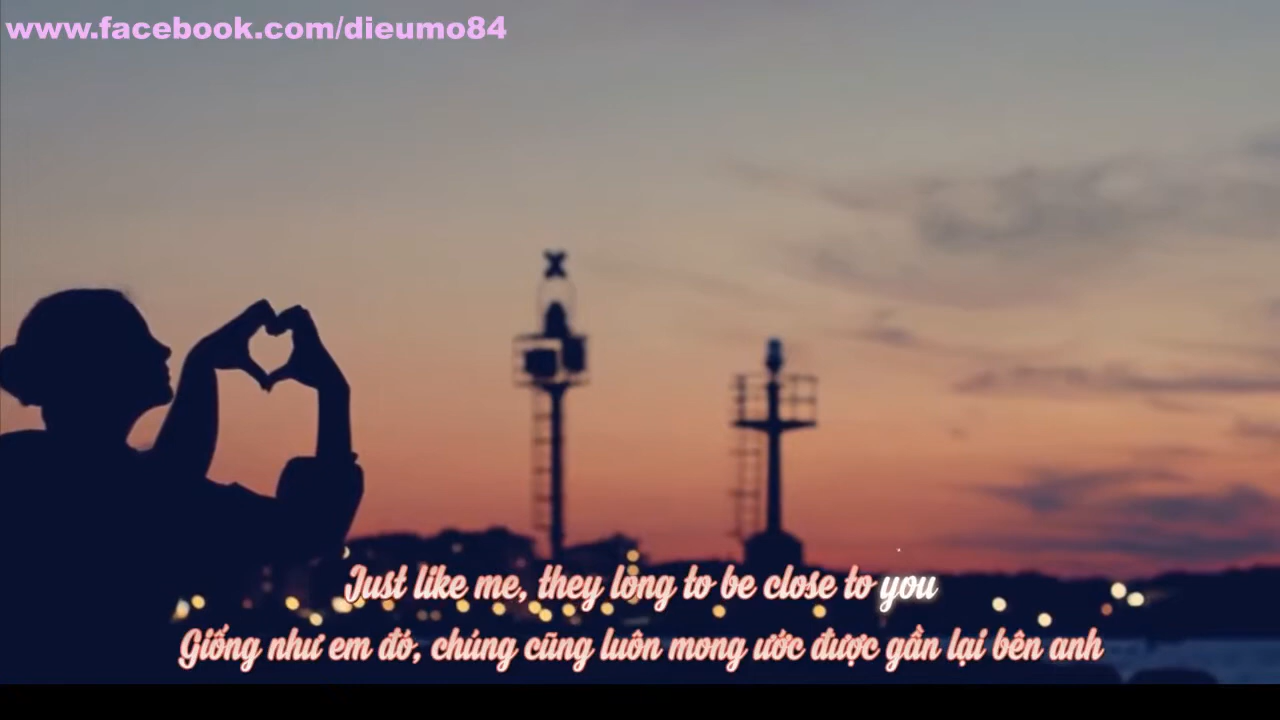 www.facebook.com/dieumo84
Just like me, they long to be close to you
Giống như em đó, chúng cũng luôn mong ước được gần lại bên anh